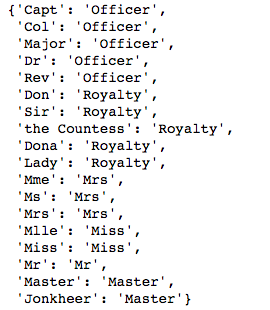 {'Capt': 'Officer',
'Col': 'Officer',
'Major': 'Officer',
'Dr': 'Officer',
'Rev': 'Officer',
'Don': 'Royalty',
'Sir': 'Royalty',
'the Countess': 'Royalty',
'Dona': 'Royalty',
'Lady': 'Royalty',
'Mme': 'Mrs',
'Ms': 'Mrs',
'Mrs': 'Mrs',
'Mlle': 'Miss',
'Miss': 'Miss',
'Mr': 'Mr',
'Master': 'Master',
'Jonkheer': 'Master'}